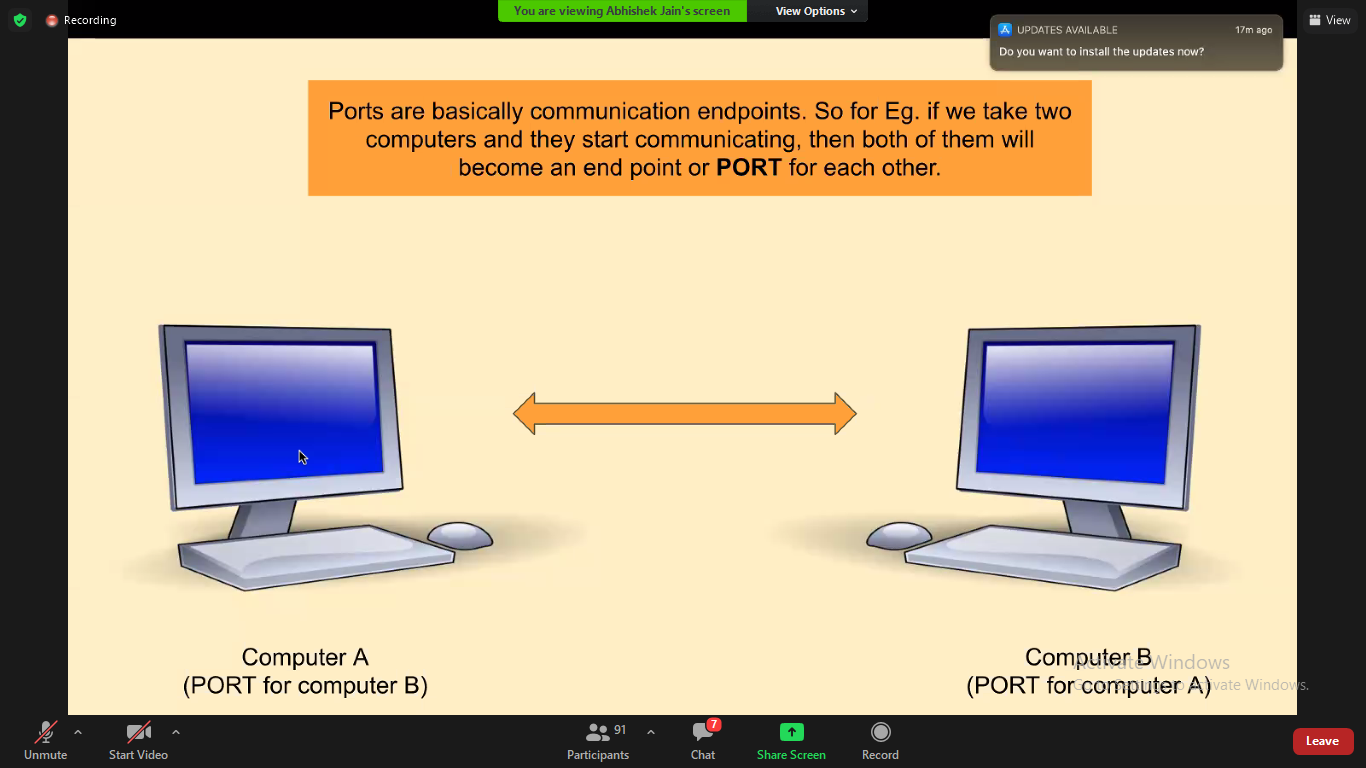 Recording
You are viewing Abhishek Jain's screen
View Options
View
UPDATES AVAILABLE
17m ago
Do you want to install the updates now?
Ports are basically communication endpoints. So for Eg. if we take two
computers and they start communicating, then both of them will
become an end point or PORT for each other.
Computer A
(PORT for computer B)
Computer B
(PORT for computer A)
Activate Windows
Go to Settings to activate Windows.
Unmute
Start Video
91
Participants
7
Chat
Share Screen
Record
Leave